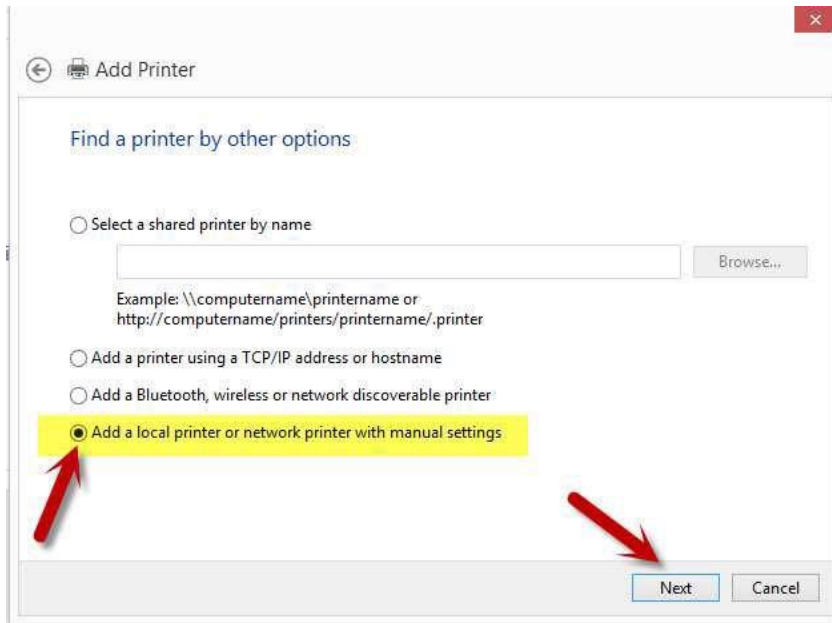 Add Printer
Find a printer by other options
Select a shared printer by name
Browse...
Example: \\computername\printername or
http://computername/printers/printername/.printer
Add a printer using a TCP/IP address or hostname
Add a Bluetooth, wireless or network discoverable printer
Add a local printer or network printer with manual settings
Next Cancel